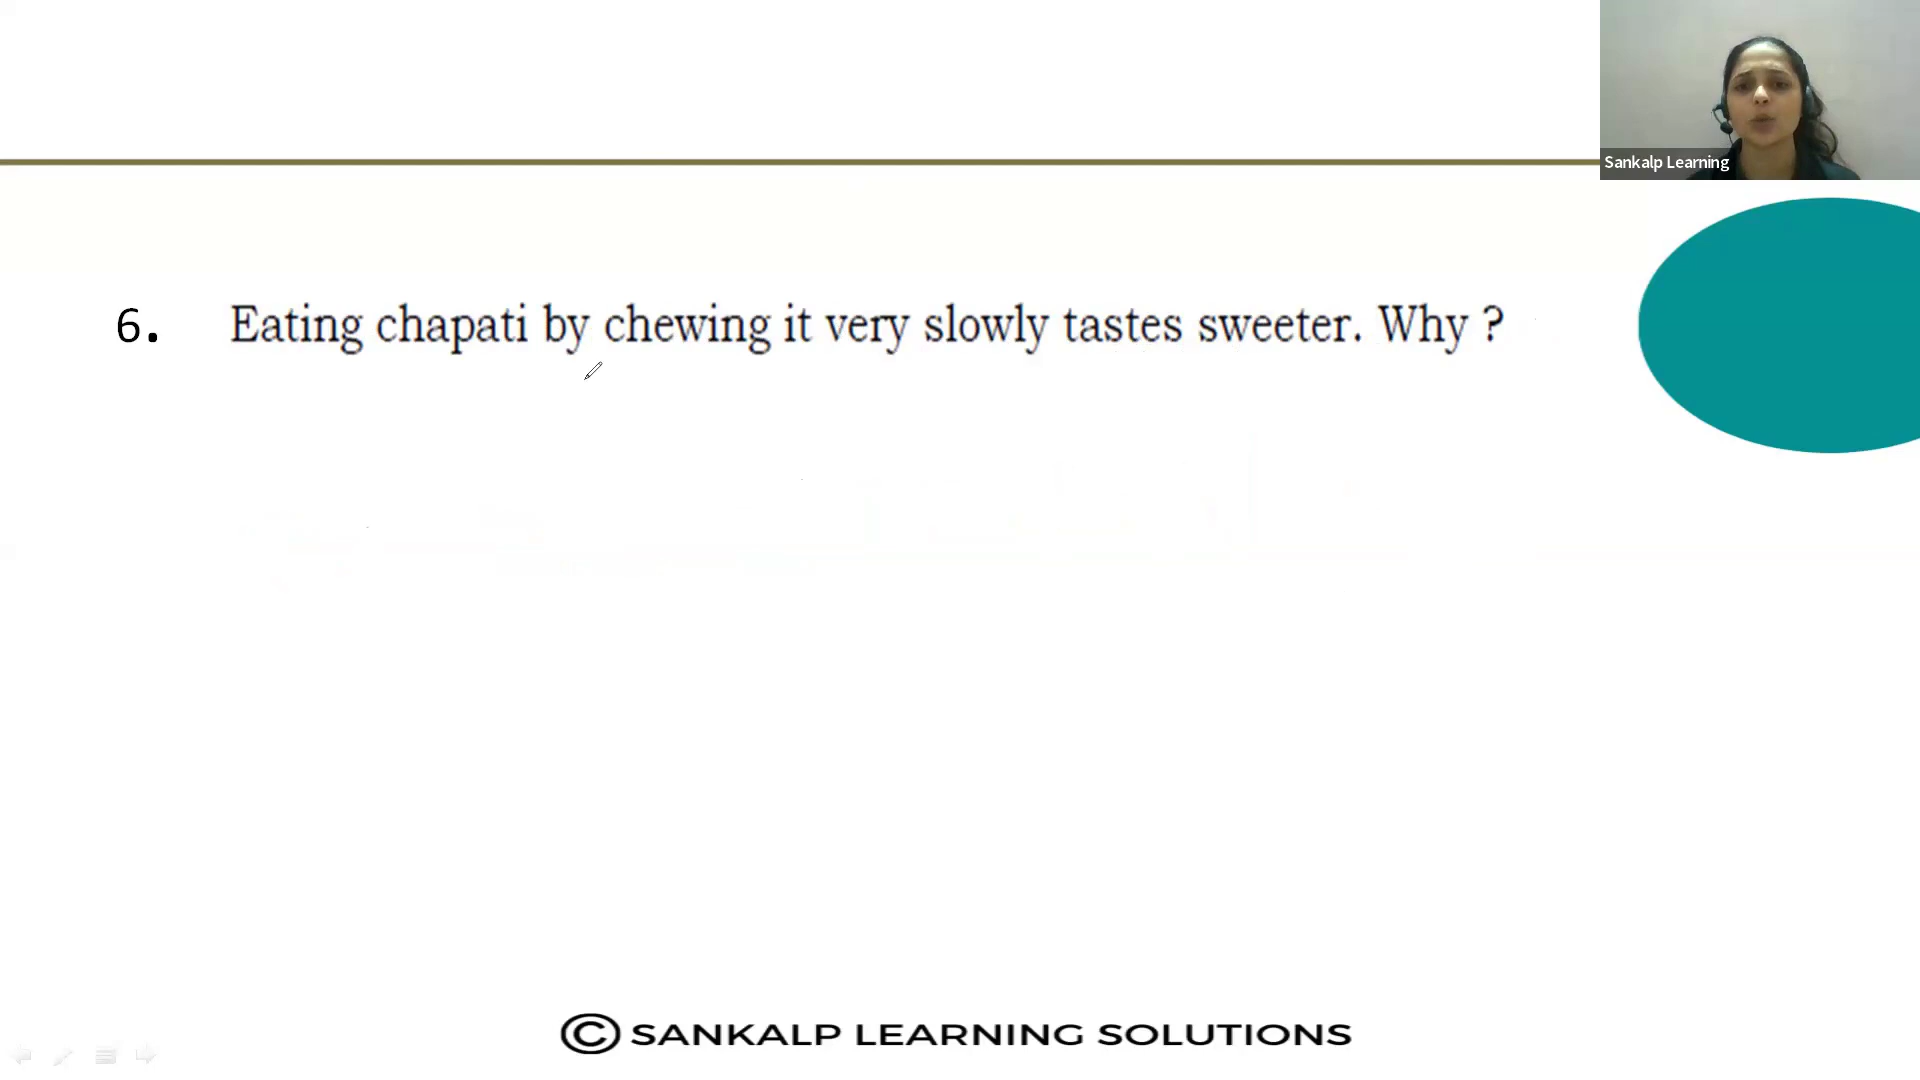 Sankalp Learning
6. Eating chapati by chewing it very slowly tastes sweeter. Why ?
© SANKALP LEARNING SOLUTIONS